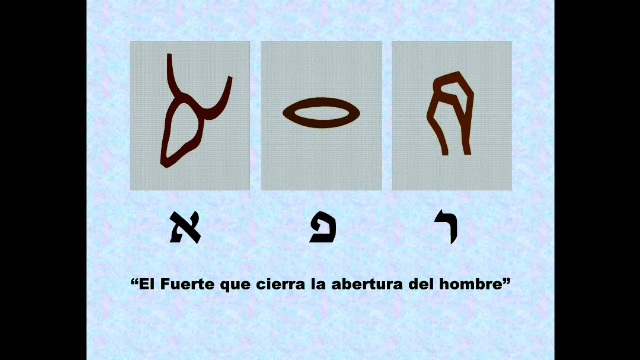 א פ ר
“El Fuerte que cierra la abertura del hombre”